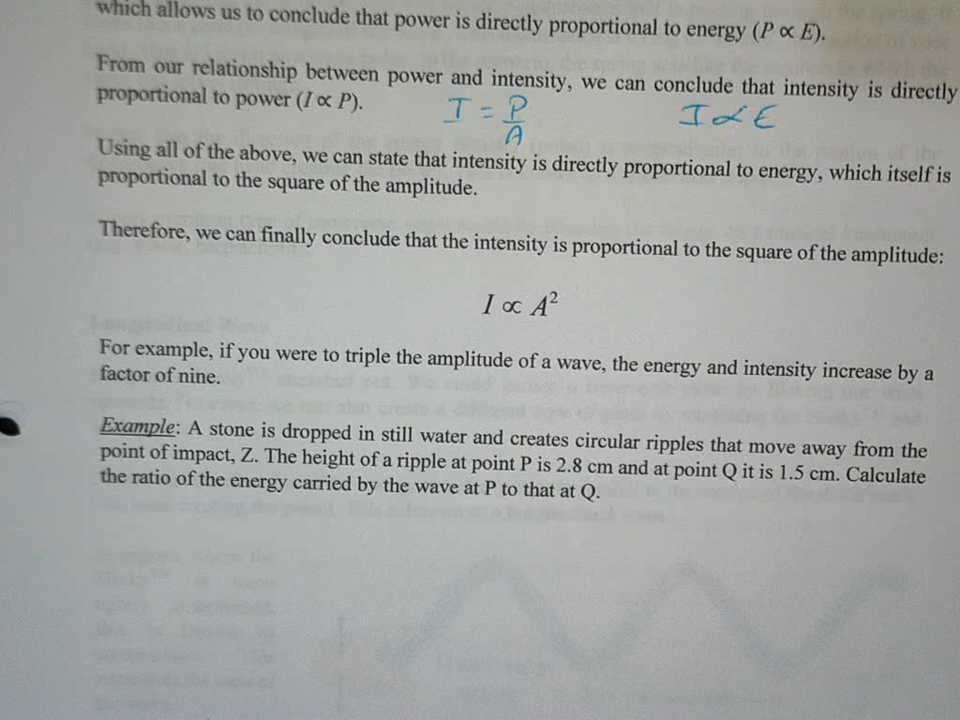 which allows us to conclude that power is directly proportional to energy (P ∝ E).
From our relationship between power and intensity, we can conclude that intensity is directly
proportional to power (I ∝ P).
I = P/A
I ∝ E
Using all of the above, we can state that intensity is directly proportional to energy, which itself is
proportional to the square of the amplitude.
Therefore, we can finally conclude that the intensity is proportional to the square of the amplitude:
I ∝ A²
For example, if you were to triple the amplitude of a wave, the energy and intensity increase by a
factor of nine.
Example: A stone is dropped in still water and creates circular ripples that move away from the
point of impact, Z. The height of a ripple at point P is 2.8 cm and at point Q it is 1.5 cm. Calculate
the ratio of the energy carried by the wave at P to that at Q.